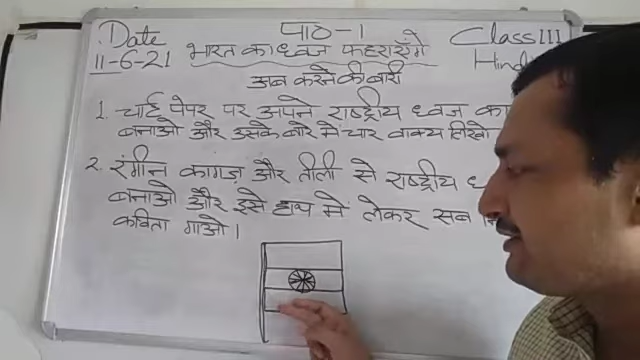 Date
11-6-21
पाठ-1
Class III
भारत का ध्वज फहराएँगे
अब करने की बारी
1. चार्ट पेपर पर अपने राष्ट्रीय ध्वज का
बनाओ और उसके बारे में चार वाक्य लिखो
2. रंगीन कागज़ और तीली से राष्ट्रीय
बनाओ और इसे हाथ में लेकर सब
कविता गाओ।